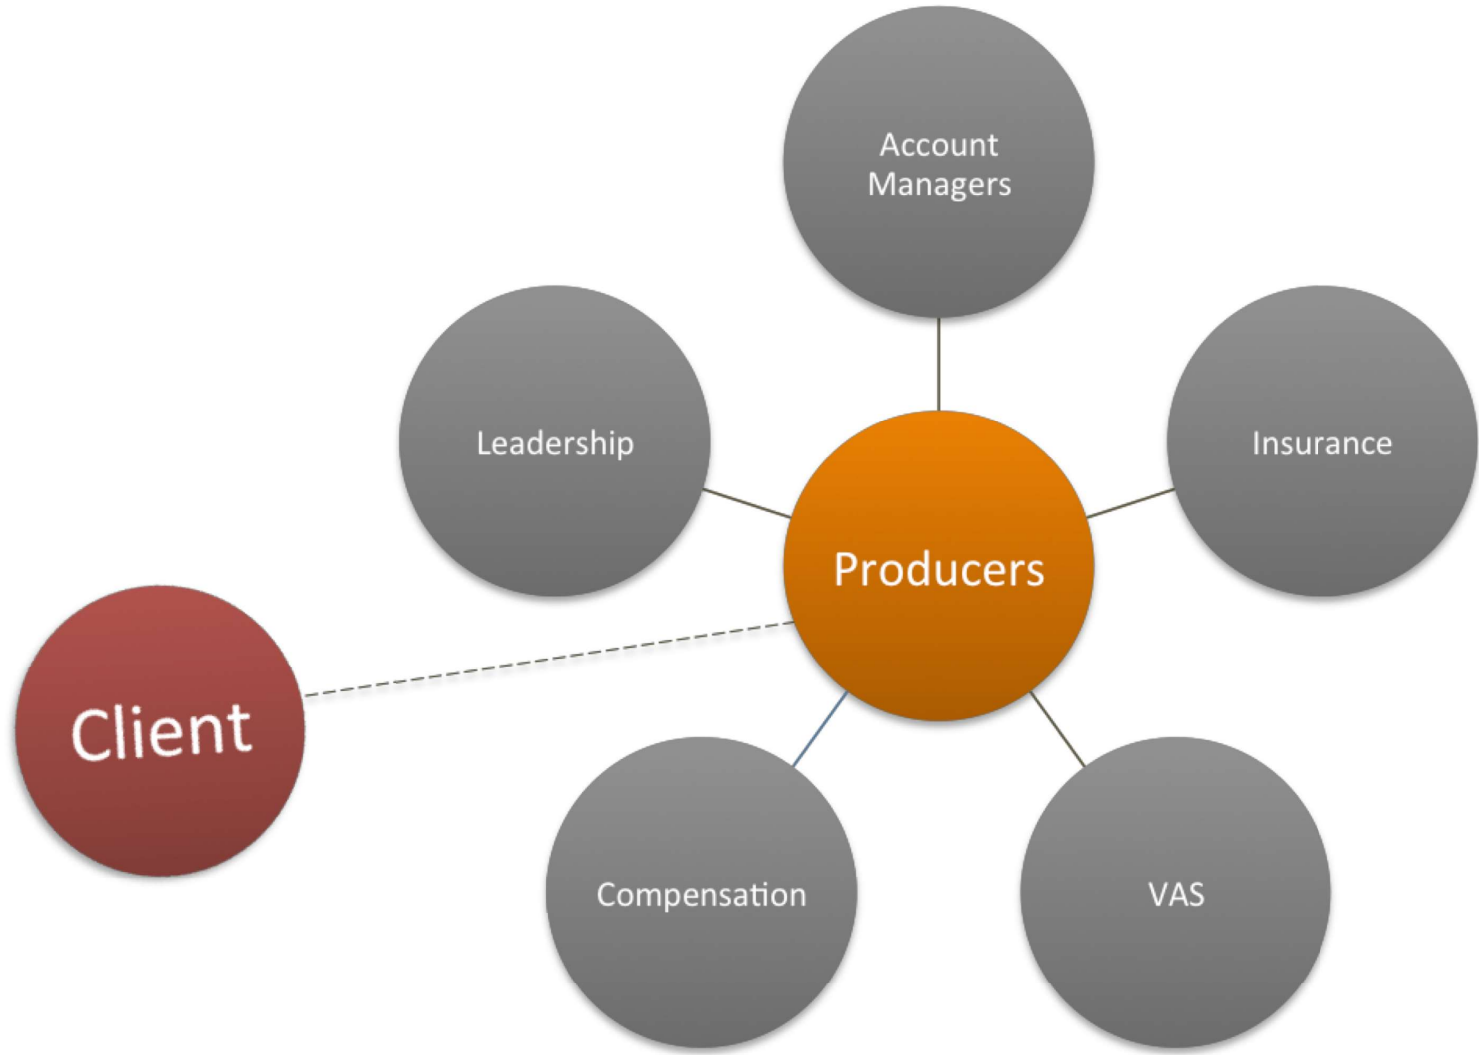 Account
Managers
Leadership
Insurance
Producers
Client
Compensation
VAS